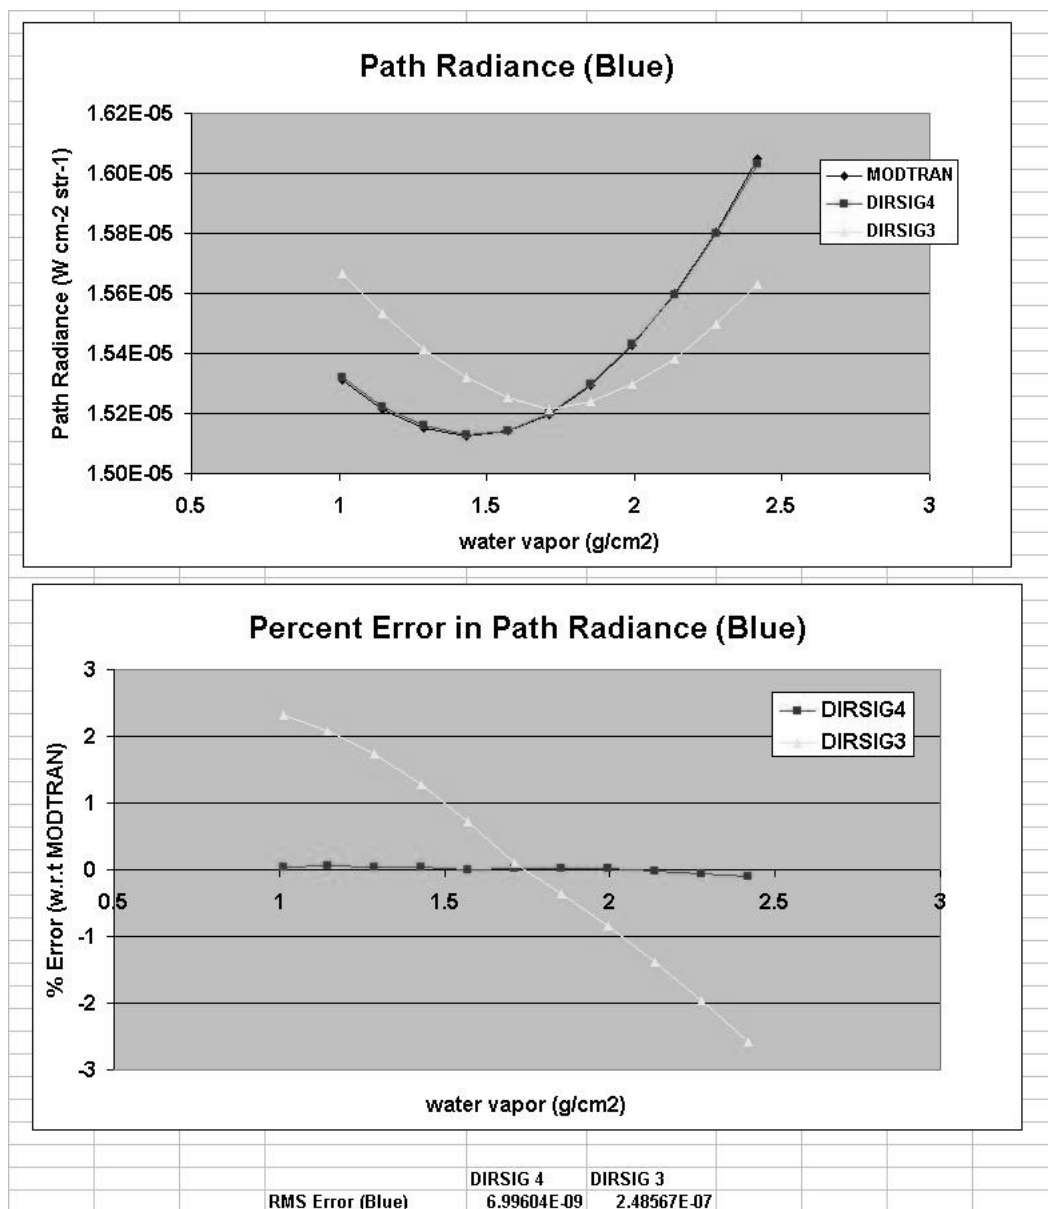 Path Radiance (Blue)
1.62E-05
1.60E-05
1.58E-05
1.56E-05
1.54E-05
1.52E-05
1.50E-05
Path Radiance (W cm-2 str-1)
MODTRAN
DIRSIG4
DIRSIG3
0.5 1 1.5 2 2.5 3
water vapor (g/cm2)
Percent Error in Path Radiance (Blue)
3
2
1
0
-1
-2
-3
% Error (w.r.t MODTRAN)
DIRSIG4
DIRSIG3
0.5 1 1.5 2 2.5 3
water vapor (g/cm2)
DIRSIG 4 DIRSIG 3
RMS Error (Blue) 6.99604E-09 2.48567E-07